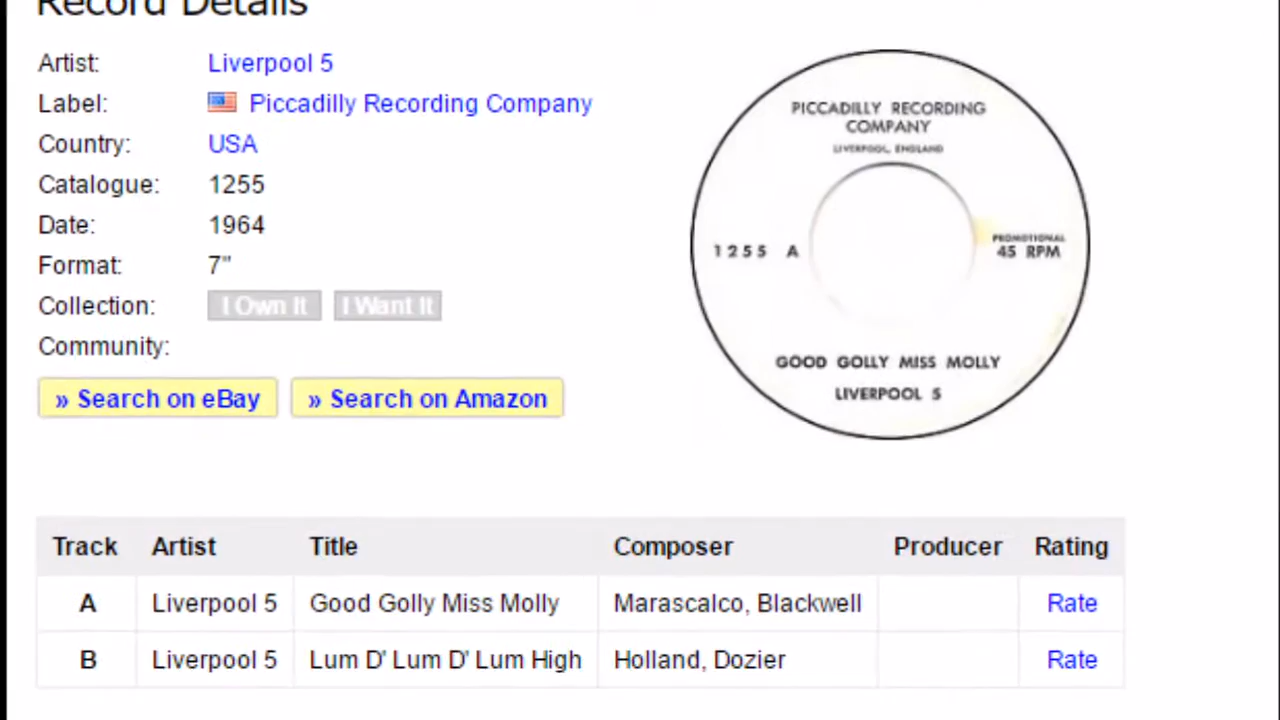 Record Details
Artist: Liverpool 5
Label: Piccadilly Recording Company
Country: USA
Catalogue: 1255
Date: 1964
Format: 7"
Collection: I Own It I Want It
Community:
» Search on eBay » Search on Amazon
PICCADILLY RECORDING
COMPANY
LIVERPOOL, ENGLAND
1255 A
PROMOTIONAL
45 RPM
GOOD GOLLY MISS MOLLY
LIVERPOOL 5
Track Artist Title Composer Producer Rating
A Liverpool 5 Good Golly Miss Molly Marascalco, Blackwell Rate
B Liverpool 5 Lum D' Lum D' Lum High Holland, Dozier Rate